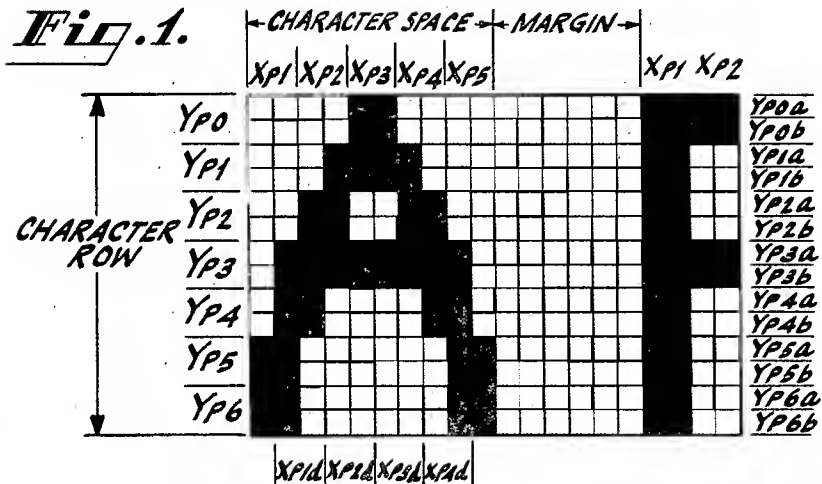 Fig. 1.
CHARACTER SPACE MARGIN
XP1 XP2 XP3 XP4 XP5 XP1 XP2
YP0 YP0a
YP0b
YP1 YP1a
YP1b
YP2 YP2a
YP2b
CHARACTER ROW
YP3 YP3a
YP3b
YP4 YP4a
YP4b
YP5 YP5a
YP5b
YP6 YP6a
YP6b
XP1d XP2d XP3d XP4d